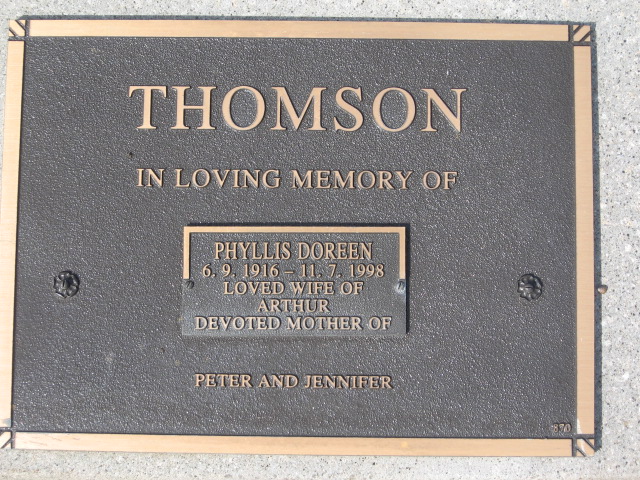 THOMSON
IN LOVING MEMORY OF
PHYLLIS DOREEN
6. 9. 1916 – 11. 7. 1998
LOVED WIFE OF
ARTHUR
DEVOTED MOTHER OF
PETER AND JENNIFER